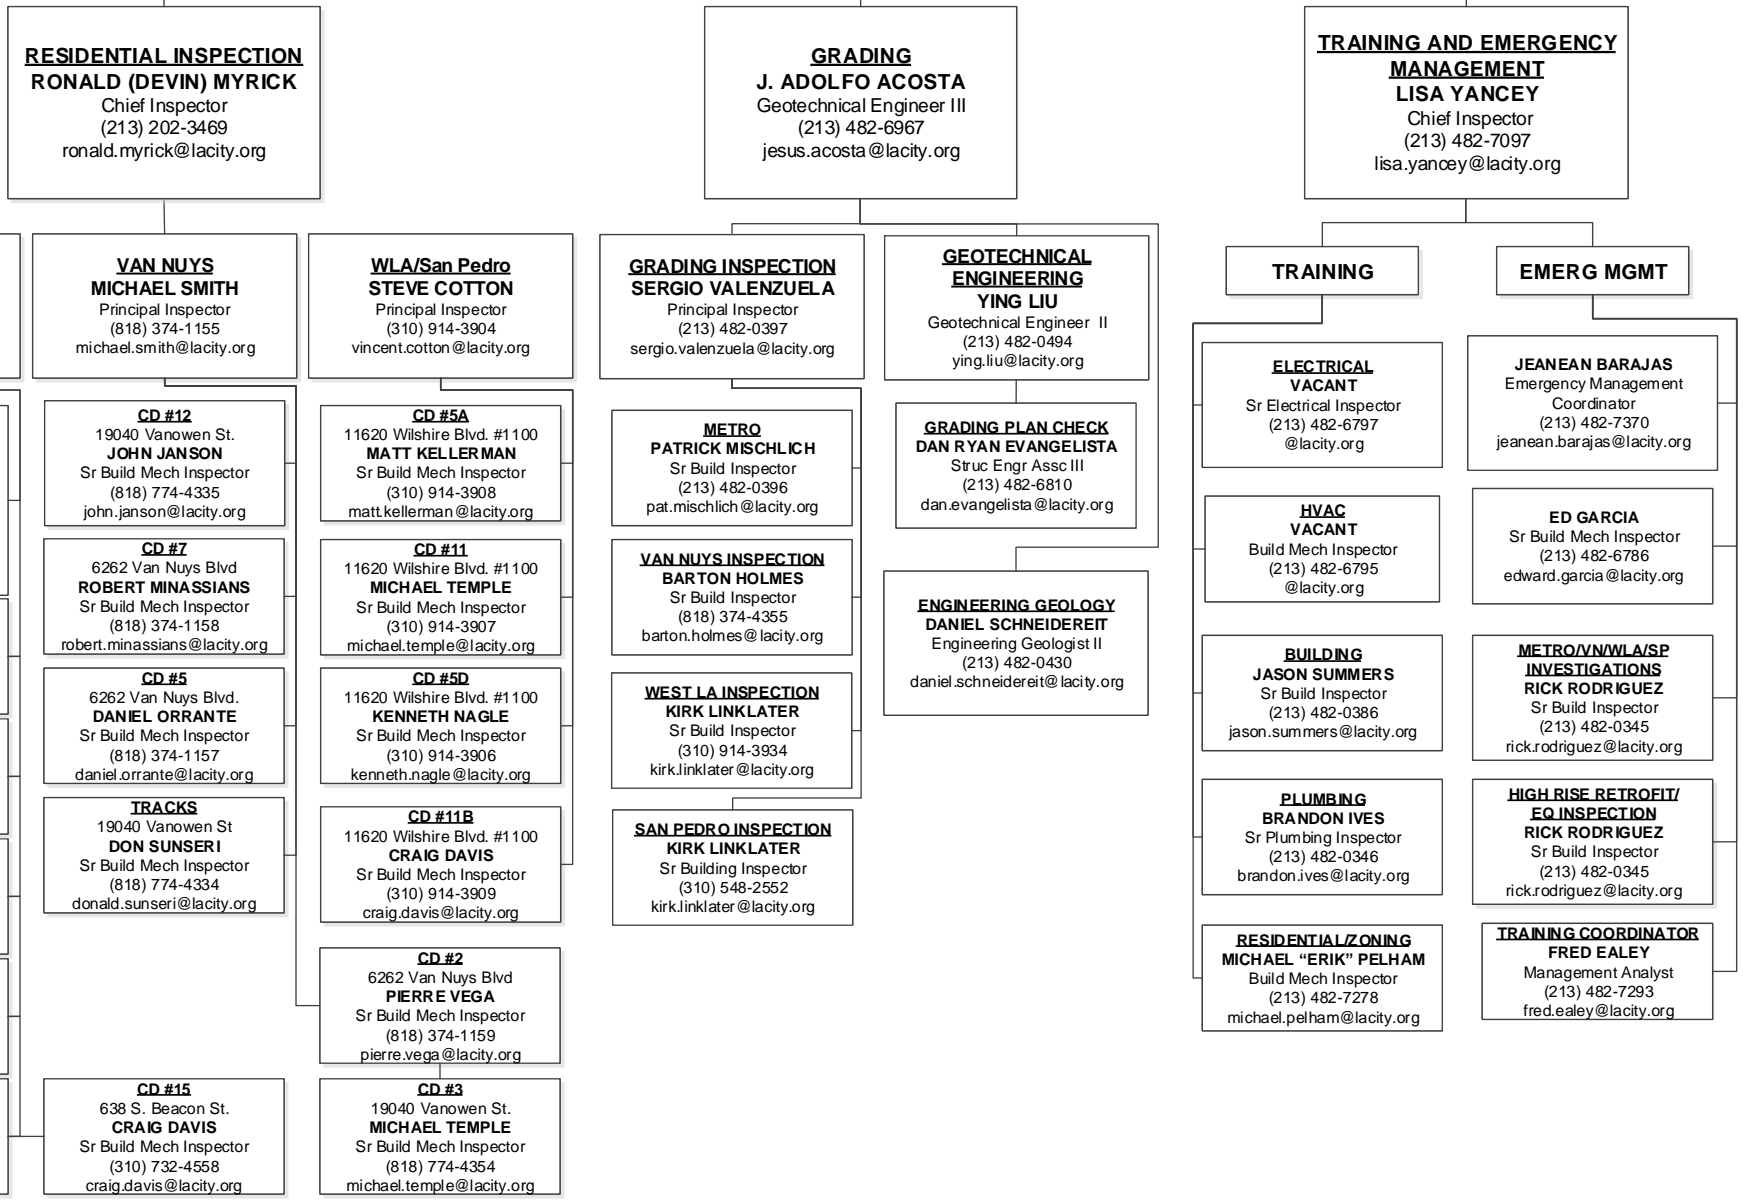 RESIDENTIAL INSPECTION
RONALD (DEVIN) MYRICK
Chief Inspector
(213) 202-3469
ronald.myrick@lacity.org
GRADING
J. ADOLFO ACOSTA
Geotechnical Engineer III
(213) 482-6967
jesus.acosta@lacity.org
TRAINING AND EMERGENCY
MANAGEMENT
LISA YANCEY
Chief Inspector
(213) 482-7097
lisa.yancey@lacity.org
VAN NUYS
MICHAEL SMITH
Principal Inspector
(818) 374-1155
michael.smith@lacity.org
CD #12
19040 Vanowen St.
JOHN JANSON
Sr Build Mech Inspector
(818) 774-4335
john.janson@lacity.org
CD #7
6262 Van Nuys Blvd
ROBERT MINASSIANS
Sr Build Mech Inspector
(818) 374-1158
robert.minassians@lacity.org
CD #5
6262 Van Nuys Blvd.
DANIEL ORRANTE
Sr Build Mech Inspector
(818) 374-1157
daniel.orrante@lacity.org
TRACKS
19040 Vanowen St
DON SUNSERI
Sr Build Mech Inspector
(818) 774-4334
donald.sunseri@lacity.org
CD #15
638 S. Beacon St.
CRAIG DAVIS
Sr Build Mech Inspector
(310) 732-4558
craig.davis@lacity.org
WLA/San Pedro
STEVE COTTON
Principal Inspector
(310) 914-3904
vincent.cotton@lacity.org
CD #5A
11620 Wilshire Blvd. #1100
MATT KELLERMAN
Sr Build Mech Inspector
(310) 914-3908
matt.kellerman@lacity.org
CD #11
11620 Wilshire Blvd. #1100
MICHAEL TEMPLE
Sr Build Mech Inspector
(310) 914-3907
michael.temple@lacity.org
CD #5D
11620 Wilshire Blvd. #1100
KENNETH NAGLE
Sr Build Mech Inspector
(310) 914-3906
kenneth.nagle@lacity.org
CD #11B
11620 Wilshire Blvd. #1100
CRAIG DAVIS
Sr Build Mech Inspector
(310) 914-3909
craig.davis@lacity.org
CD #2
6262 Van Nuys Blvd
PIERRE VEGA
Sr Build Mech Inspector
(818) 374-1159
pierre.vega@lacity.org
CD #3
19040 Vanowen St.
MICHAEL TEMPLE
Sr Build Mech Inspector
(818) 774-4354
michael.temple@lacity.org
GRADING INSPECTION
SERGIO VALENZUELA
Principal Inspector
(213) 482-0397
sergio.valenzuela@lacity.org
METRO
PATRICK MISCHLICH
Sr Build Inspector
(213) 482-0396
pat.mischlich@lacity.org
VAN NUYS INSPECTION
BARTON HOLMES
Sr Build Inspector
(818) 374-4355
barton.holmes@lacity.org
WEST LA INSPECTION
KIRK LINKLATER
Sr Build Inspector
(310) 914-3934
kirk.linklater@lacity.org
SAN PEDRO INSPECTION
KIRK LINKLATER
Sr Building Inspector
(310) 548-2552
kirk.linklater@lacity.org
GEOTECHNICAL
ENGINEERING
YING LIU
Geotechnical Engineer II
(213) 482-0494
ying.liu@lacity.org
GRADING PLAN CHECK
DAN RYAN EVANGELISTA
Struc Engr Assc III
(213) 482-6810
dan.evangelista@lacity.org
ENGINEERING GEOLOGY
DANIEL SCHNEIDEREIT
Engineering Geologist II
(213) 482-0430
daniel.schneidereit@lacity.org
TRAINING
ELECTRICAL
VACANT
Sr Electrical Inspector
(213) 482-6797
@lacity.org
HVAC
VACANT
Build Mech Inspector
(213) 482-6795
@lacity.org
BUILDING
JASON SUMMERS
Sr Build Inspector
(213) 482-0386
jason.summers@lacity.org
PLUMBING
BRANDON IVES
Sr Plumbing Inspector
(213) 482-0346
brandon.ives@lacity.org
RESIDENTIAL/ZONING
MICHAEL “ERIK” PELHAM
Build Mech Inspector
(213) 482-7278
michael.pelham@lacity.org
EMERG MGMT
JEANEAN BARAJAS
Emergency Management
Coordinator
(213) 482-7370
jeanean.barajas@lacity.org
ED GARCIA
Sr Build Mech Inspector
(213) 482-6786
edward.garcia@lacity.org
METRO/VN/WLA/SP
INVESTIGATIONS
RICK RODRIGUEZ
Sr Build Inspector
(213) 482-0345
rick.rodriguez@lacity.org
HIGH RISE RETROFIT/
EQ INSPECTION
RICK RODRIGUEZ
Sr Build Inspector
(213) 482-0345
rick.rodriguez@lacity.org
TRAINING COORDINATOR
FRED EALEY
Management Analyst
(213) 482-7293
fred.ealey@lacity.org